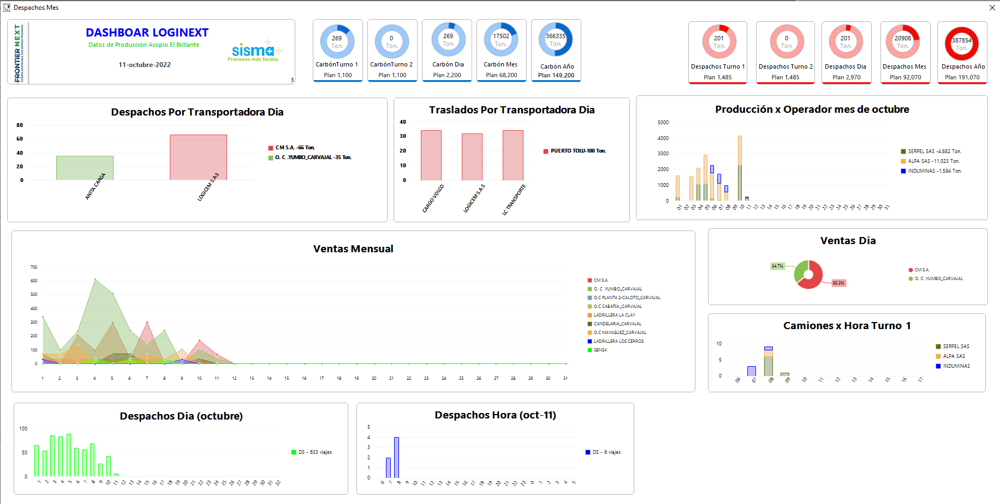 Despachos Mes
FRONTIER NEXT
DASHBOAR LOGINEXT
Datos de Producción Acopio El Brillante
11-octubre-2022
sisma
Procesos más fáciles
3
269
Ton.
CarbónTurno 1
Plan 1,100
0
Ton.
CarbónTurno 2
Plan 1,100
269
Ton.
Carbón Dia
Plan 2,200
17502
Ton.
Carbón Mes
Plan 68,200
366335
Ton.
Carbón Año
Plan 149,200
201
Ton.
Despachos Turno 1
Plan 1,485
0
Ton.
Despachos Turno 2
Plan 1,485
201
Ton.
Despachos Dia
Plan 2,970
20908
Ton.
Despachos Mes
Plan 92,070
387854
Ton.
Despachos Año
Plan 191,070
Despachos Por Transportadora Dia
80
60
40
20
0
ANITA CARGA
LOGICEM S.A.S
CM S.A. -66 Ton.
O. C .YUMBO_CARVAJAL -35 Ton.
Traslados Por Transportadora Dia
40
30
20
10
0
CARGO VOLCO
LOGICEM S.A.S
LC TRANSPORTE
PUERTO TOLU-100 Ton.
Producción x Operador mes de octubre
5000
4000
3000
2000
1000
0
01 02 03 04 05 06 07 08 09 10 11 12 13 14 15 16 17 18 19 20 21 22 23 24 25 26 27 28 29 30 31
SERPEL SAS -4,882 Ton.
ALPA SAS -11,023 Ton.
INDUMINAS -1,594 Ton.
Ventas Mensual
700
600
500
400
300
200
100
0
1 2 3 4 5 6 7 8 9 10 11 12 13 14 15 16 17 18 19 20 21 22 23 24 25 26 27 28 29 30 31
CM S.A.
O. C .YUMBO_CARVAJAL
O.C PLANTA 2-CALOTO_CARVAJAL
O.C CABAÑA:_CARVAJAL
LADRILLERA LA CLAY
CANDELARIA_CARVAJAL
O.C MAYAGUEZ_CARVAJAL
LADRILLERA LOS CERROS
GENSA
Ventas Dia
34.7%
65.3%
CM S.A.
O. C .YUMBO_CARVAJAL
Camiones x Hora Turno 1
10
5
0
06 07 08 09 10 11 12 13 14 15 16 17
SERPEL SAS
ALPA SAS
INDUMINAS
Despachos Dia (octubre)
100
50
0
1 2 3 4 5 6 7 8 9 10 11 12 13 14 15 16 17 18 19 20 21 22 23 24 25 26 27 28 29 30 31 32
DS - 633 viajes
Despachos Hora (oct-11)
5
4
3
2
1
0
6 7 8 9 10 11 12 13 14 15 16 17 18 19 20 21 22 23 0 1 2 3 4 5
DS - 6 viajes